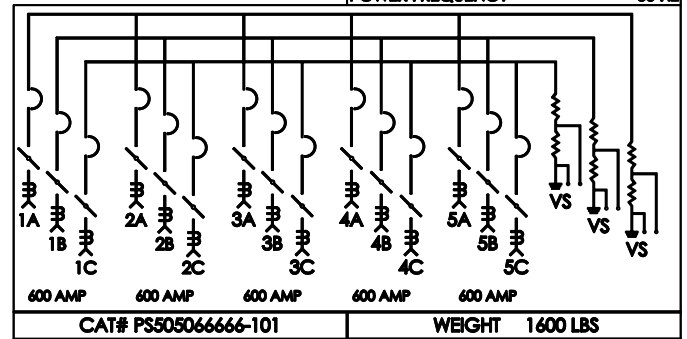 VS
VS
VS
1A 2A 3A 4A 5A
1B 2B 3B 4B 5B
1C 2C 3C 4C 5C
600 AMP 600 AMP 600 AMP 600 AMP 600 AMP
CAT# PS505066666-101 WEIGHT 1600 LBS